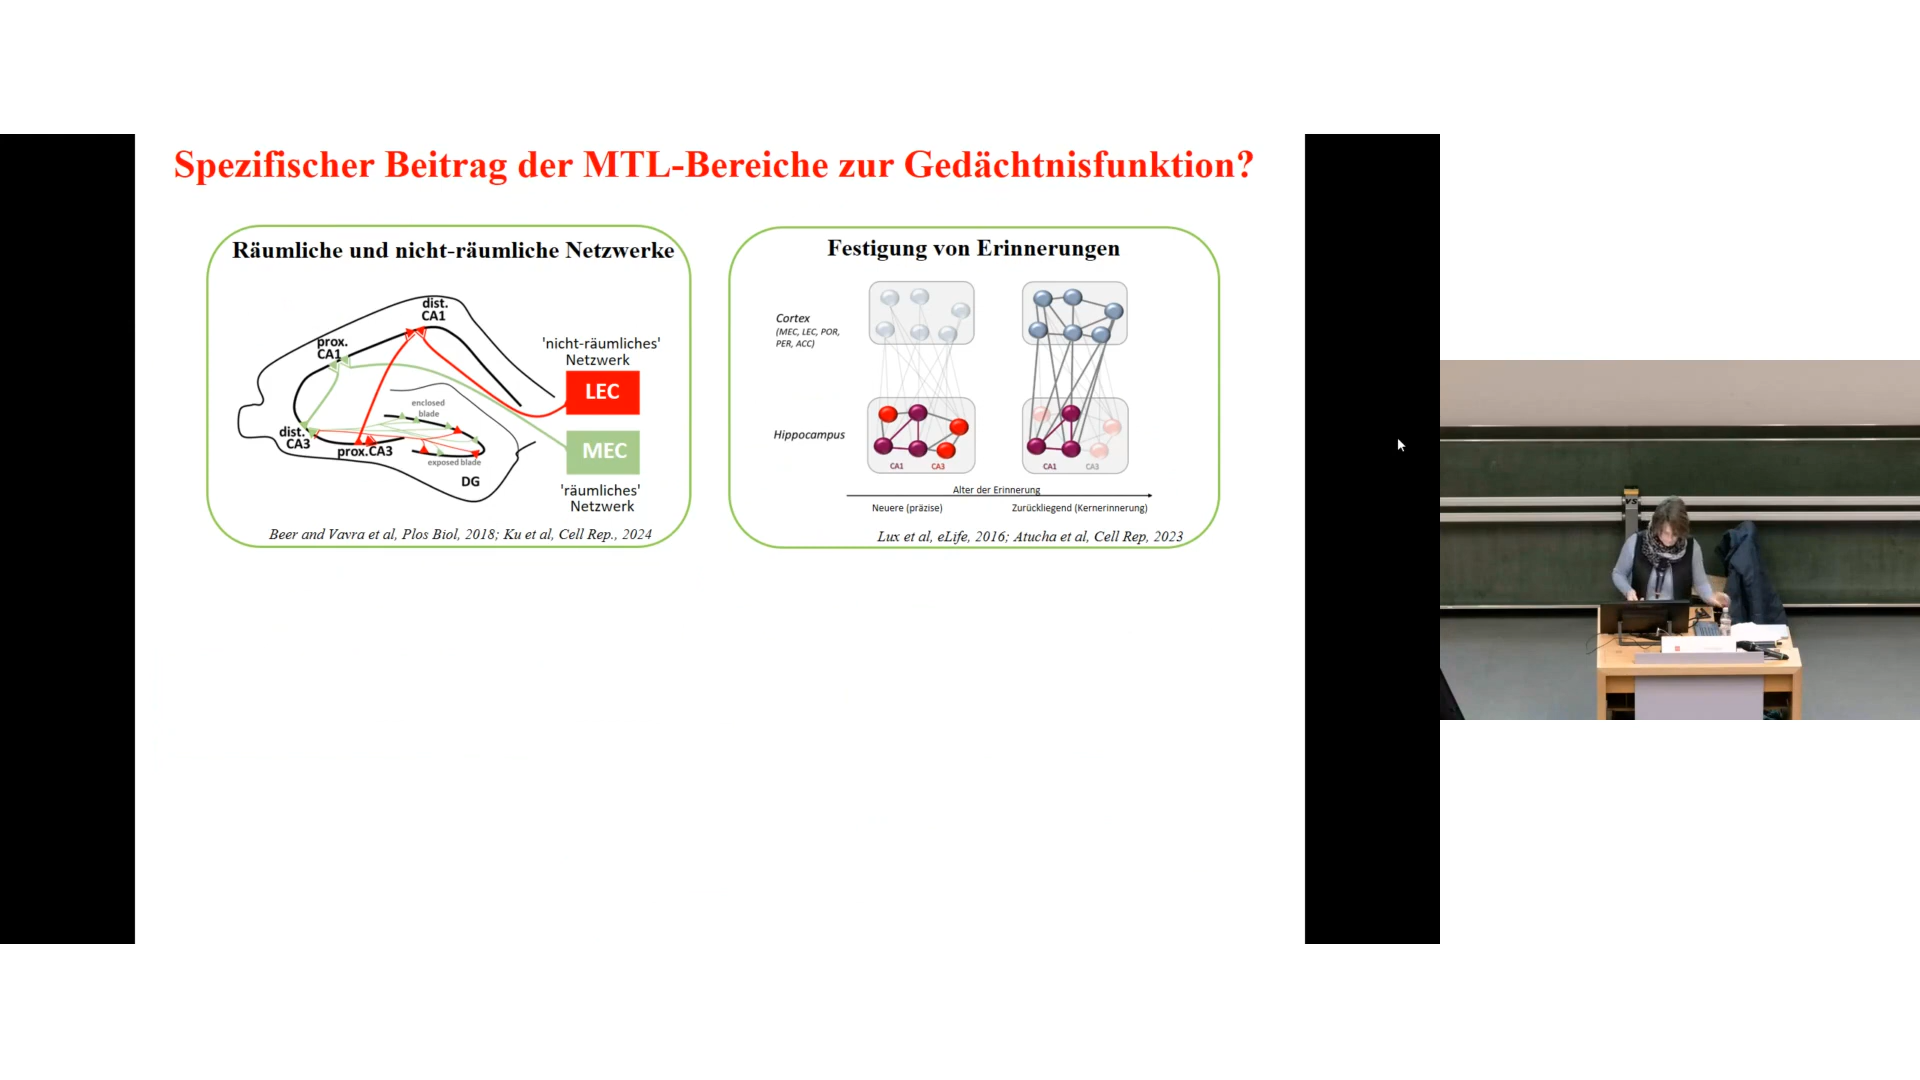 Spezifischer Beitrag der MTL-Bereiche zur Gedächtnisfunktion?
Räumliche und nicht-räumliche Netzwerke
dist.
CA1
prox.
CA1
'nicht-räumliches'
Netzwerk
LEC
enclosed
blade
dist.
CA3
prox.CA3
MEC
exposed blade
DG
'räumliches'
Netzwerk
Beer and Vavra et al, Plos Biol, 2018; Ku et al, Cell Rep., 2024
Festigung von Erinnerungen
Cortex
(MEC, LEC, POR,
PER, ACC)
Hippocampus
CA1 CA3
CA1 CA3
Alter der Erinnerung
Neuere (präzise) Zurückliegend (Kernerinnerung)
Lux et al, eLife, 2016; Atucha et al, Cell Rep, 2023